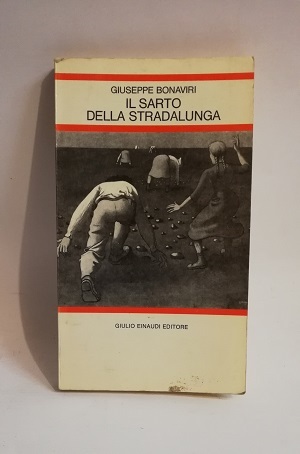 GIUSEPPE BONAVIRI
IL SARTO
DELLA STRADALUNGA
GIULIO EINAUDI EDITORE